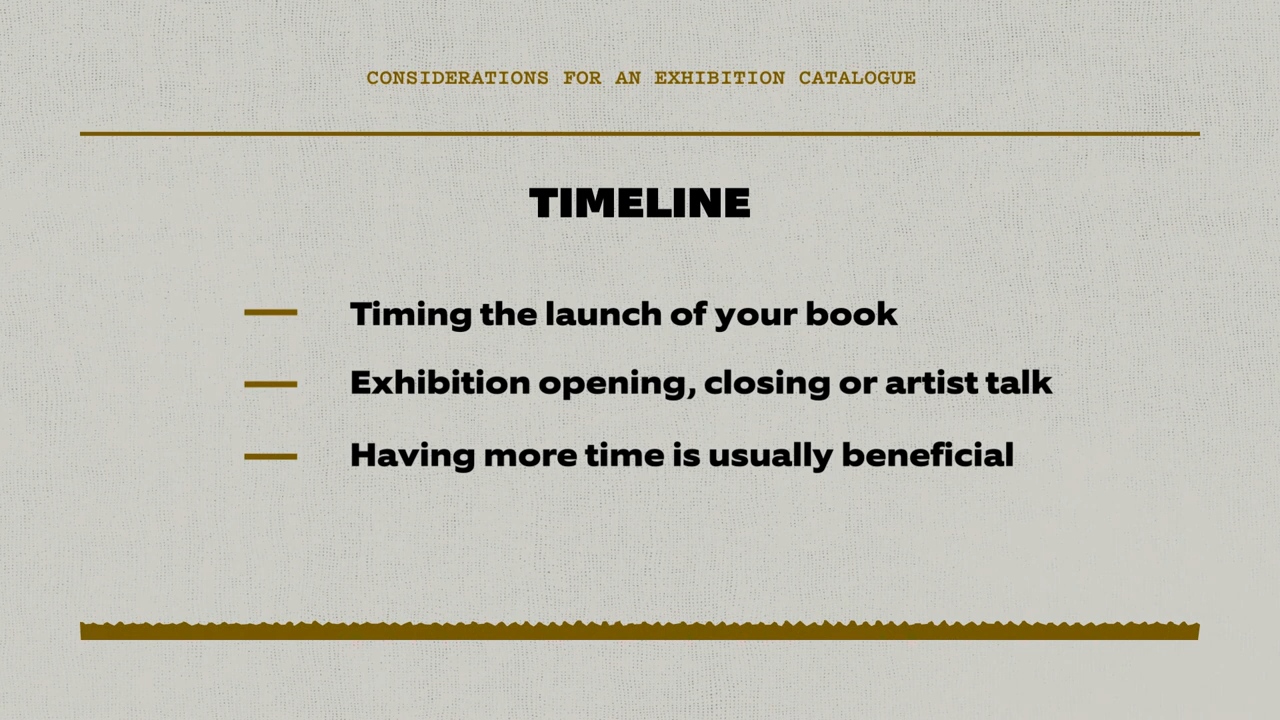 CONSIDERATIONS FOR AN EXHIBITION CATALOGUE
TIMELINE
Timing the launch of your book
Exhibition opening, closing or artist talk
Having more time is usually beneficial